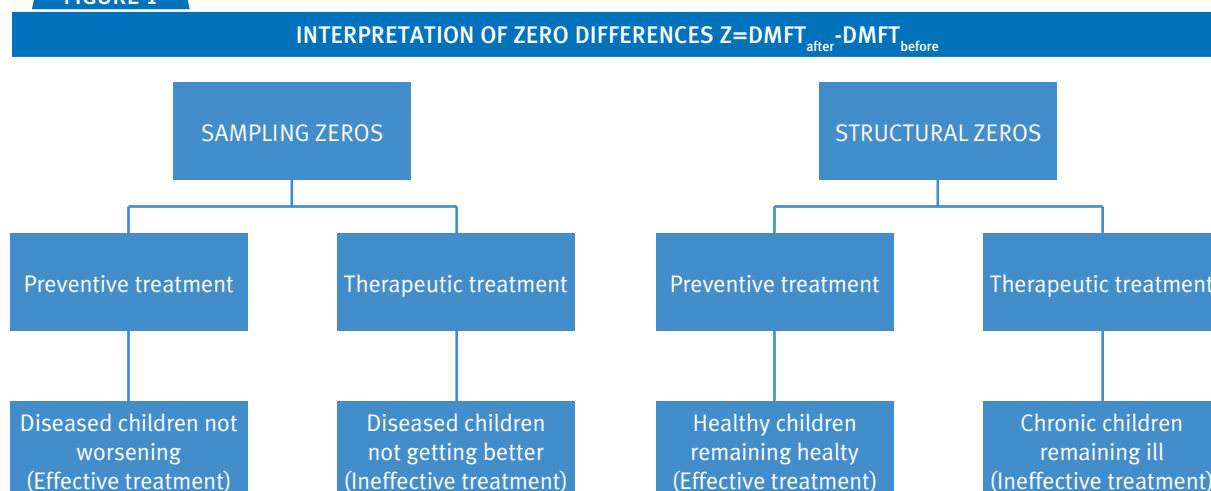 FIGURE 1
INTERPRETATION OF ZERO DIFFERENCES Z=DMFTafter-DMFTbefore
SAMPLING ZEROS
STRUCTURAL ZEROS
Preventive treatment
Therapeutic treatment
Preventive treatment
Therapeutic treatment
Diseased children not
worsening
(Effective treatment)
Diseased children
not getting better
(Ineffective treatment)
Healthy children
remaining healty
(Effective treatment)
Chronic children
remaining ill
(Ineffective treatment)